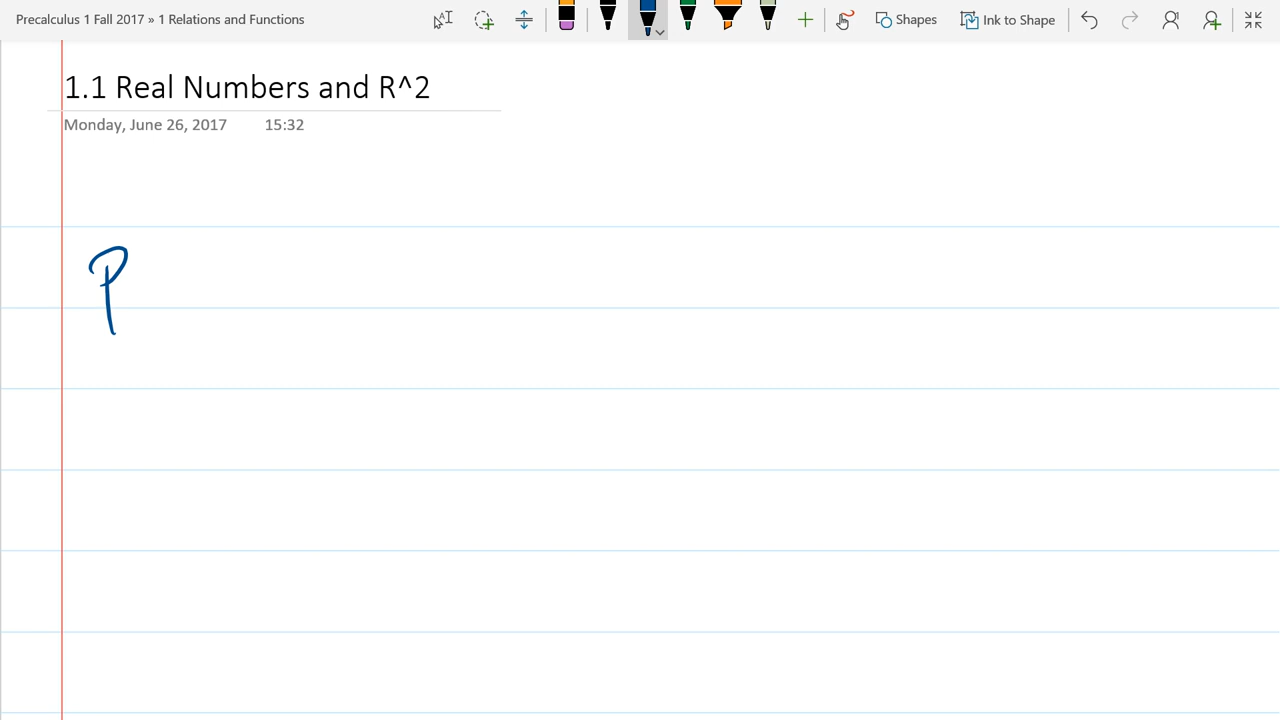 Precalculus 1 Fall 2017 » 1 Relations and Functions
Shapes
Ink to Shape
1.1 Real Numbers and R^2
Monday, June 26, 2017 15:32
P